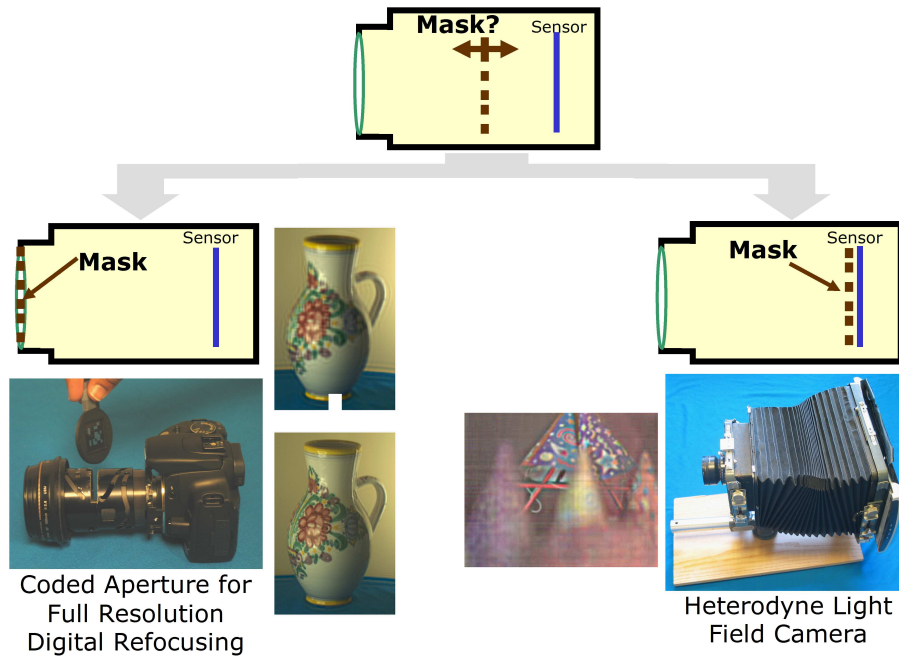 Mask?
Sensor
Sensor
Mask
Sensor
Mask
Coded Aperture for
Full Resolution
Digital Refocusing
Heterodyne Light
Field Camera